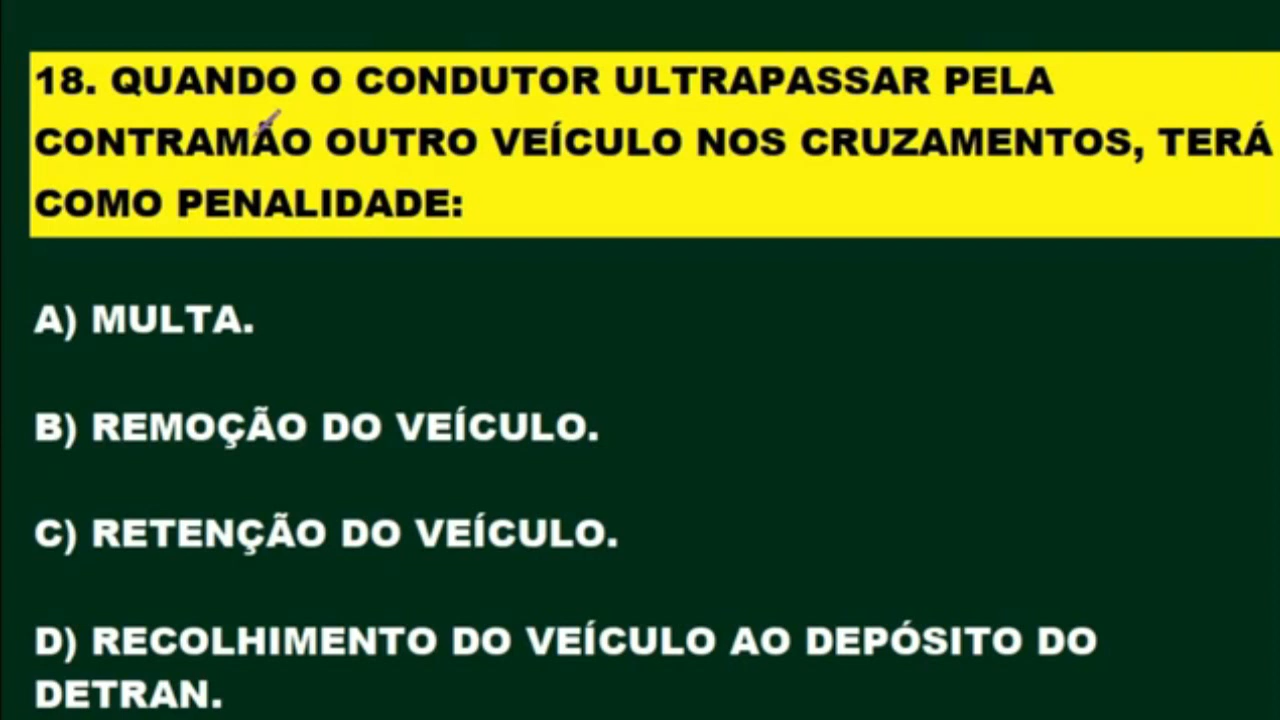 18. QUANDO O CONDUTOR ULTRAPASSAR PELA
CONTRAMÃO OUTRO VEÍCULO NOS CRUZAMENTOS, TERÁ
COMO PENALIDADE:
A) MULTA.
B) REMOÇÃO DO VEÍCULO.
C) RETENÇÃO DO VEÍCULO.
D) RECOLHIMENTO DO VEÍCULO AO DEPÓSITO DO
DETRAN.